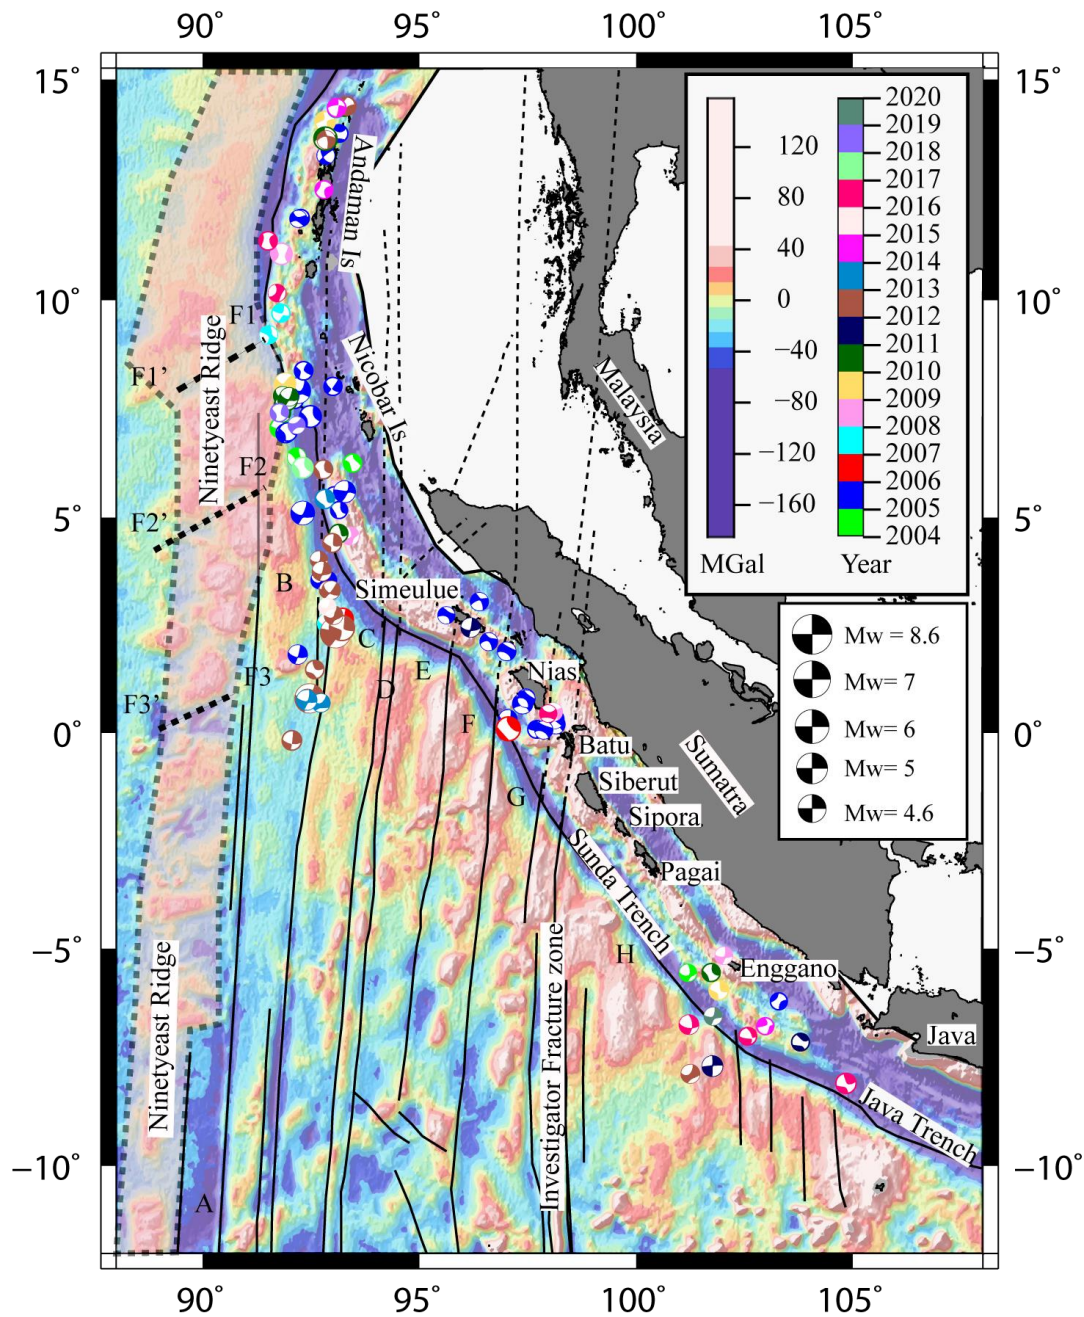 90° 95° 100° 105°
15° 15°
10° 10°
5° 5°
0° 0°
−5° −5°
−10° −10°
90° 95° 100° 105°
120
80
40
0
−40
−80
−120
−160
MGal
2020
2019
2018
2017
2016
2015
2014
2013
2012
2011
2010
2009
2008
2007
2006
2005
2004
Year
Mw = 8.6
Mw= 7
Mw= 6
Mw= 5
Mw= 4.6
Andaman Is
Nicobar Is
Malaysia
Ninetyeast Ridge
F1
F1’
F2
F2’
F3
F3’
Simeulue
Nias
Batu
Siberut
Sipora
Pagai
Sumatra
Sunda Trench
Enggano
Java
Java Trench
Investigator Fracture zone
Ninetyeast Ridge
A
B
C
D
E
F
G
H